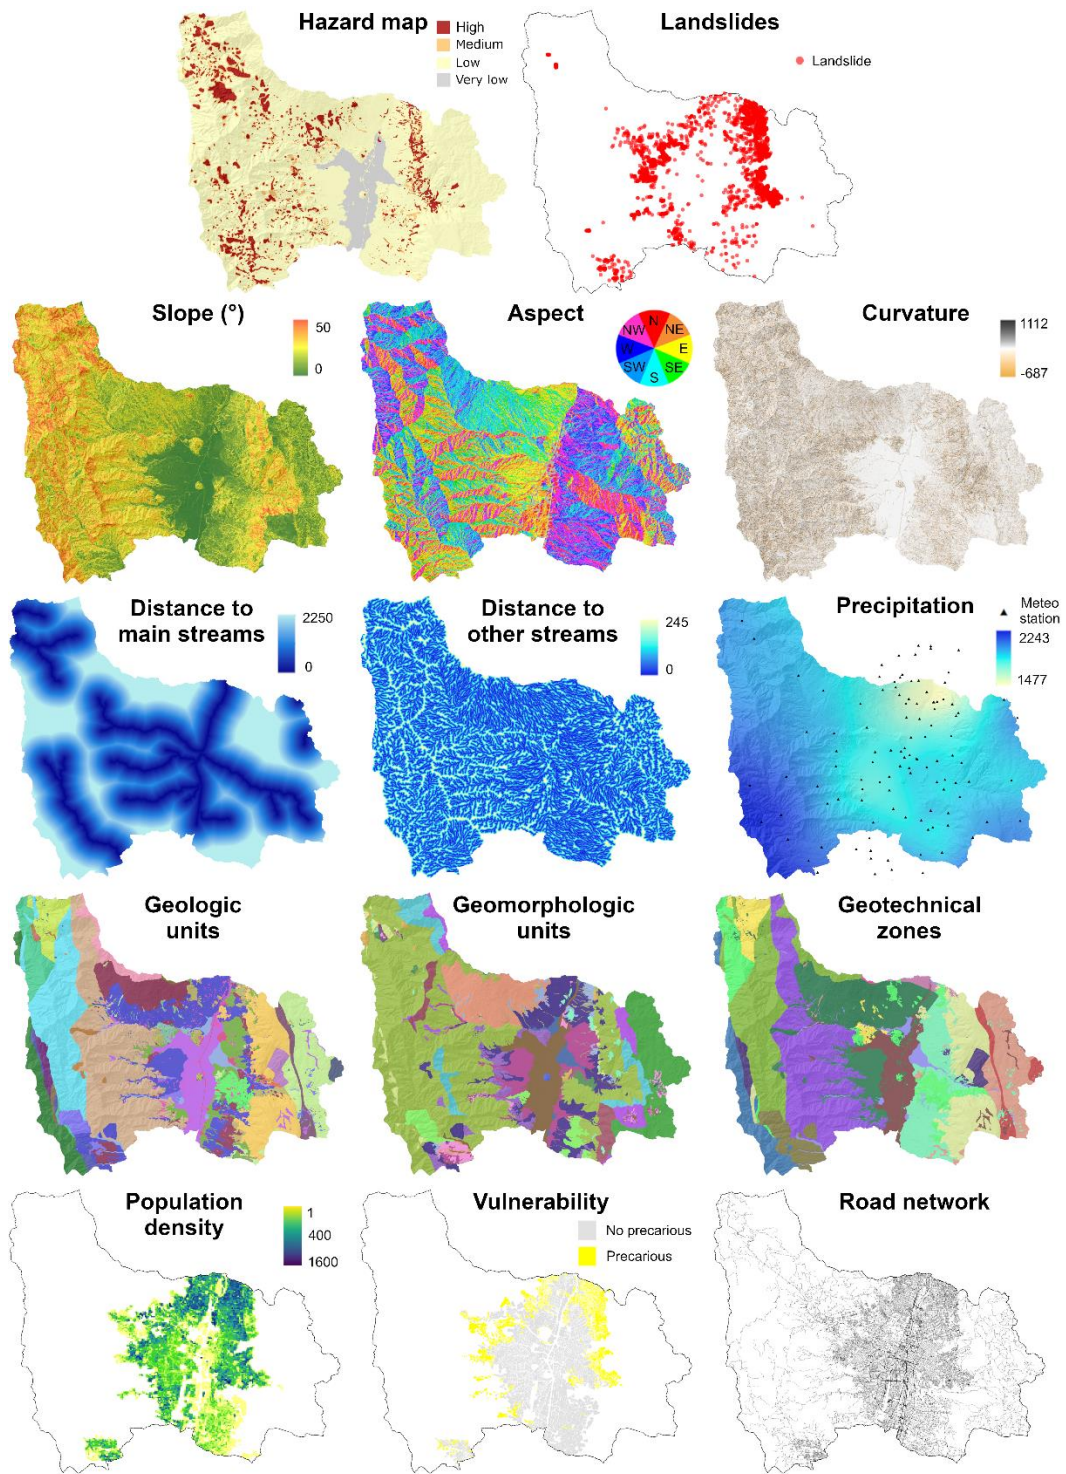 Hazard map
High
Medium
Low
Very low
Landslides
Landslide
Slope (°)
50
0
Aspect
N
NE
E
SE
S
SW
W
NW
Curvature
1112
-687
Distance to
main streams
2250
0
Distance to
other streams
245
0
Precipitation
Meteo
station
2243
1477
Geologic
units
Geomorphologic
units
Geotechnical
zones
Population
density
1
400
1600
Vulnerability
No precarious
Precarious
Road network